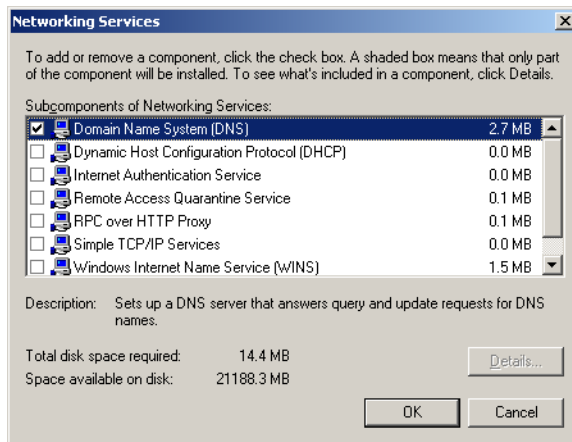 Networking Services
To add or remove a component, click the check box. A shaded box means that only part
of the component will be installed. To see what's included in a component, click Details.
Subcomponents of Networking Services:
Domain Name System (DNS) 2.7 MB
Dynamic Host Configuration Protocol (DHCP) 0.0 MB
Internet Authentication Service 0.0 MB
Remote Access Quarantine Service 0.1 MB
RPC over HTTP Proxy 0.1 MB
Simple TCP/IP Services 0.0 MB
Windows Internet Name Service (WINS) 1.5 MB
Description: Sets up a DNS server that answers query and update requests for DNS
names.
Total disk space required: 14.4 MB
Space available on disk: 21188.3 MB
Details...
OK Cancel